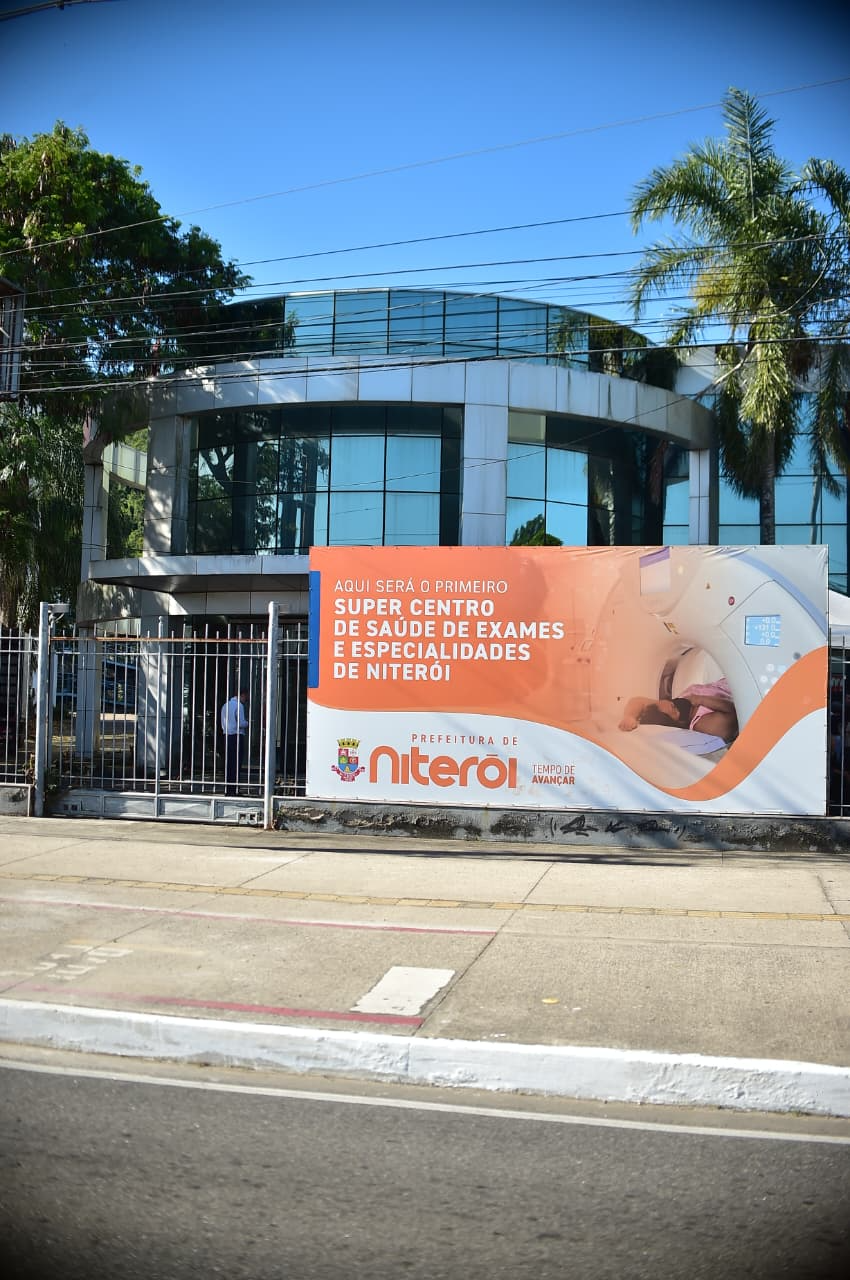 AQUI SERÁ O PRIMEIRO
SUPER CENTRO
DE SAÚDE DE EXAMES
E ESPECIALIDADES
DE NITERÓI
PREFEITURA DE
niterói
TEMPO DE
AVANÇAR